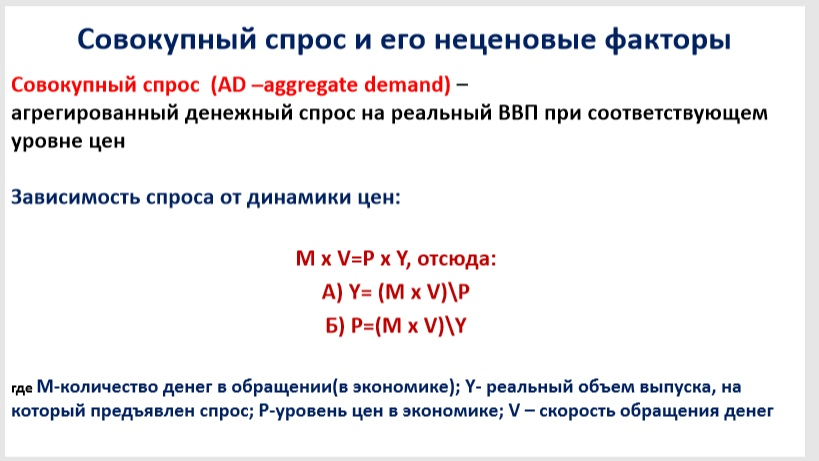 Совокупный спрос и его неценовые факторы
Совокупный спрос (AD –aggregate demand) –
агрегированный денежный спрос на реальный ВВП при соответствующем
уровне цен
Зависимость спроса от динамики цен:
M x V=P x Y, отсюда:
А) Y= (M x V)\P
Б) P=(M x V)\Y
где М-количество денег в обращении(в экономике); Y- реальный объем выпуска, на
который предъявлен спрос; P-уровень цен в экономике; V – скорость обращения денег